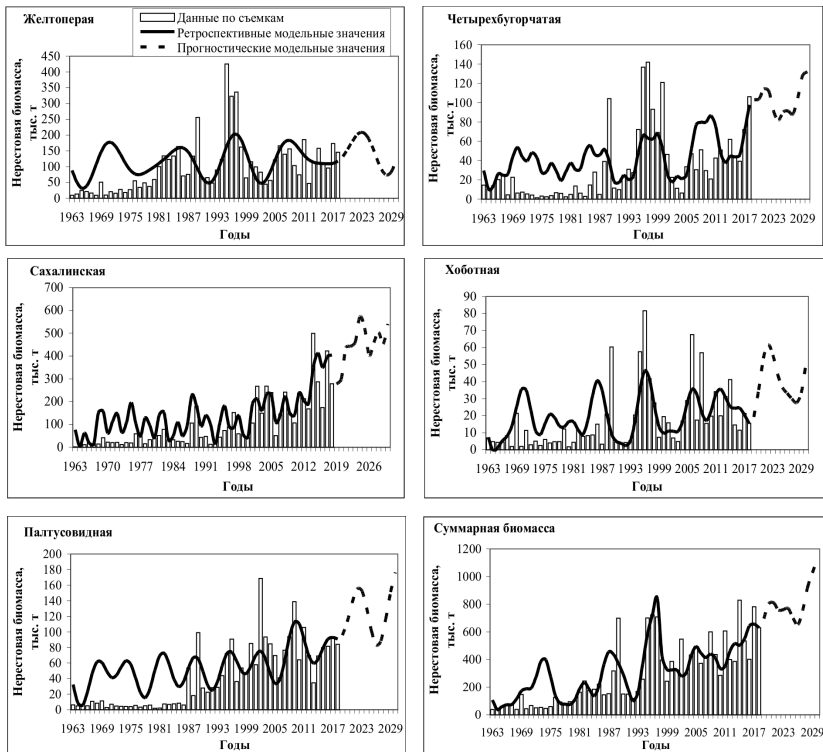 Желтоперая
Данные по съемкам
Ретроспективные модельные значения
Прогностические модельные значения
Нерестовая биомасса,
тыс. т
450
400
350
300
250
200
150
100
50
0
1963 1969 1975 1981 1987 1993 1999 2005 2011 2017 2023 2029
Годы
Четырехбугорчатая
Нерестовая биомасса,
тыс. т
160
140
120
100
80
60
40
20
0
1963 1969 1975 1981 1987 1993 1999 2005 2011 2017 2023 2029
Годы
Сахалинская
Нерестовая биомасса,
тыс. т
700
600
500
400
300
200
100
0
1963 1970 1977 1984 1991 1998 2005 2012 2019 2026
Годы
Хоботная
Нерестовая биомасса,
тыс. т
90
80
70
60
50
40
30
20
10
0
1963 1969 1975 1981 1987 1993 1999 2005 2011 2017 2023 2029
Годы
Палтусовидная
Нерестовая биомасса,
тыс. т
200
180
160
140
120
100
80
60
40
20
0
1963 1969 1975 1981 1987 1993 1999 2005 2011 2017 2023 2029
Годы
Суммарная биомасса
Нерестовая биомасса,
тыс. т
1200
1000
800
600
400
200
0
1963 1969 1975 1981 1987 1993 1999 2005 2011 2017 2023 2029
Годы